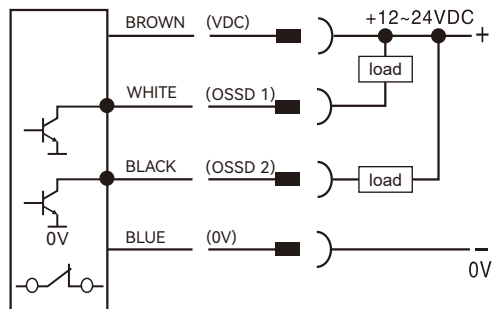 BROWN (VDC) +12~24VDC +
load
WHITE (OSSD 1)
BLACK (OSSD 2) load
0V BLUE (0V) −
0V